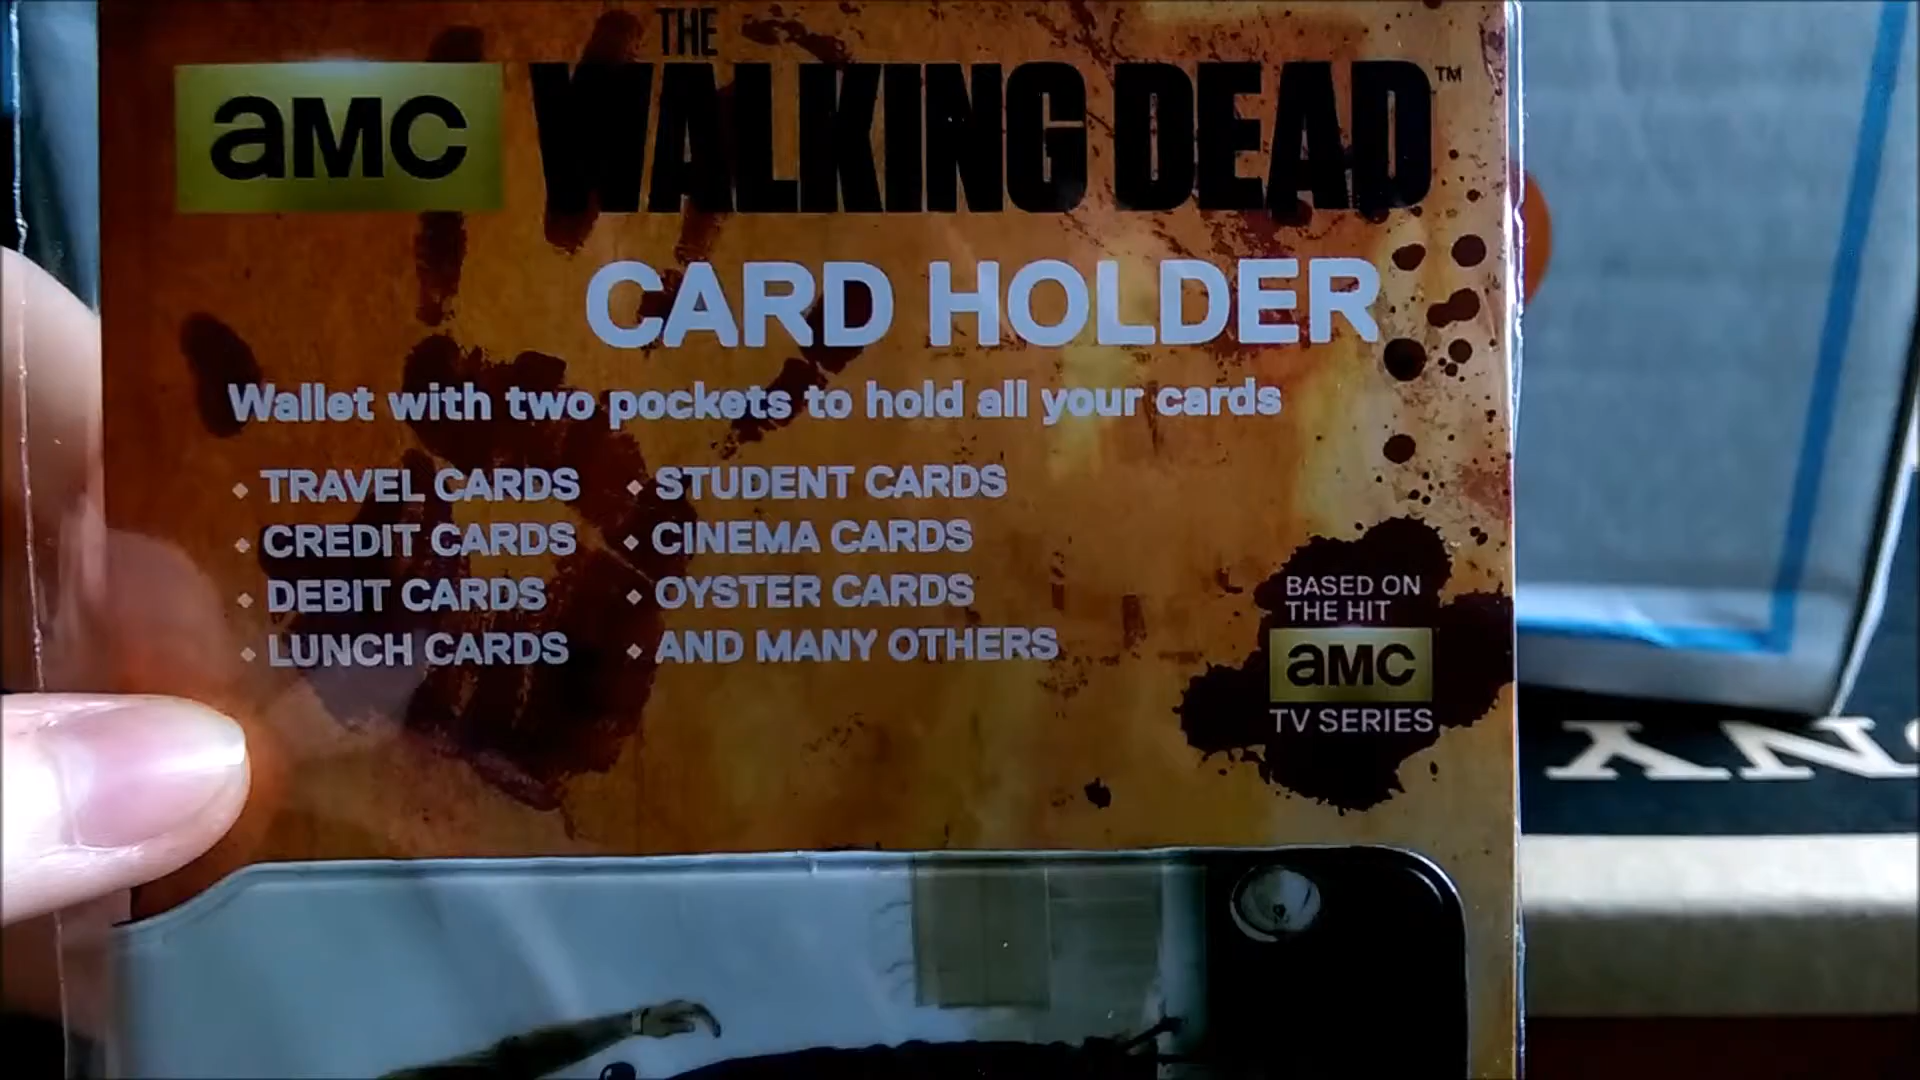 THE
aMC WALKING DEAD™
CARD HOLDER
Wallet with two pockets to hold all your cards
• TRAVEL CARDS
• CREDIT CARDS
• DEBIT CARDS
• LUNCH CARDS
• STUDENT CARDS
• CINEMA CARDS
• OYSTER CARDS
• AND MANY OTHERS
BASED ON
THE HIT
aMC
TV SERIES
NY